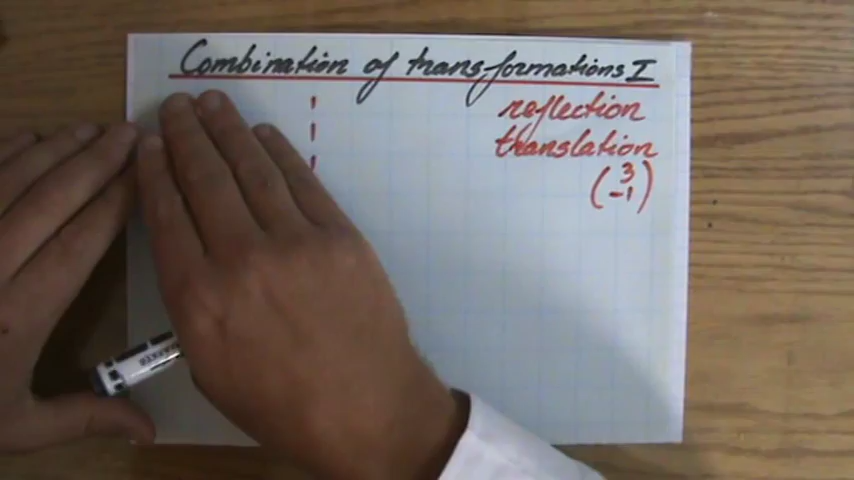 Combination of transformations I
reflection
translation
(3
-1)